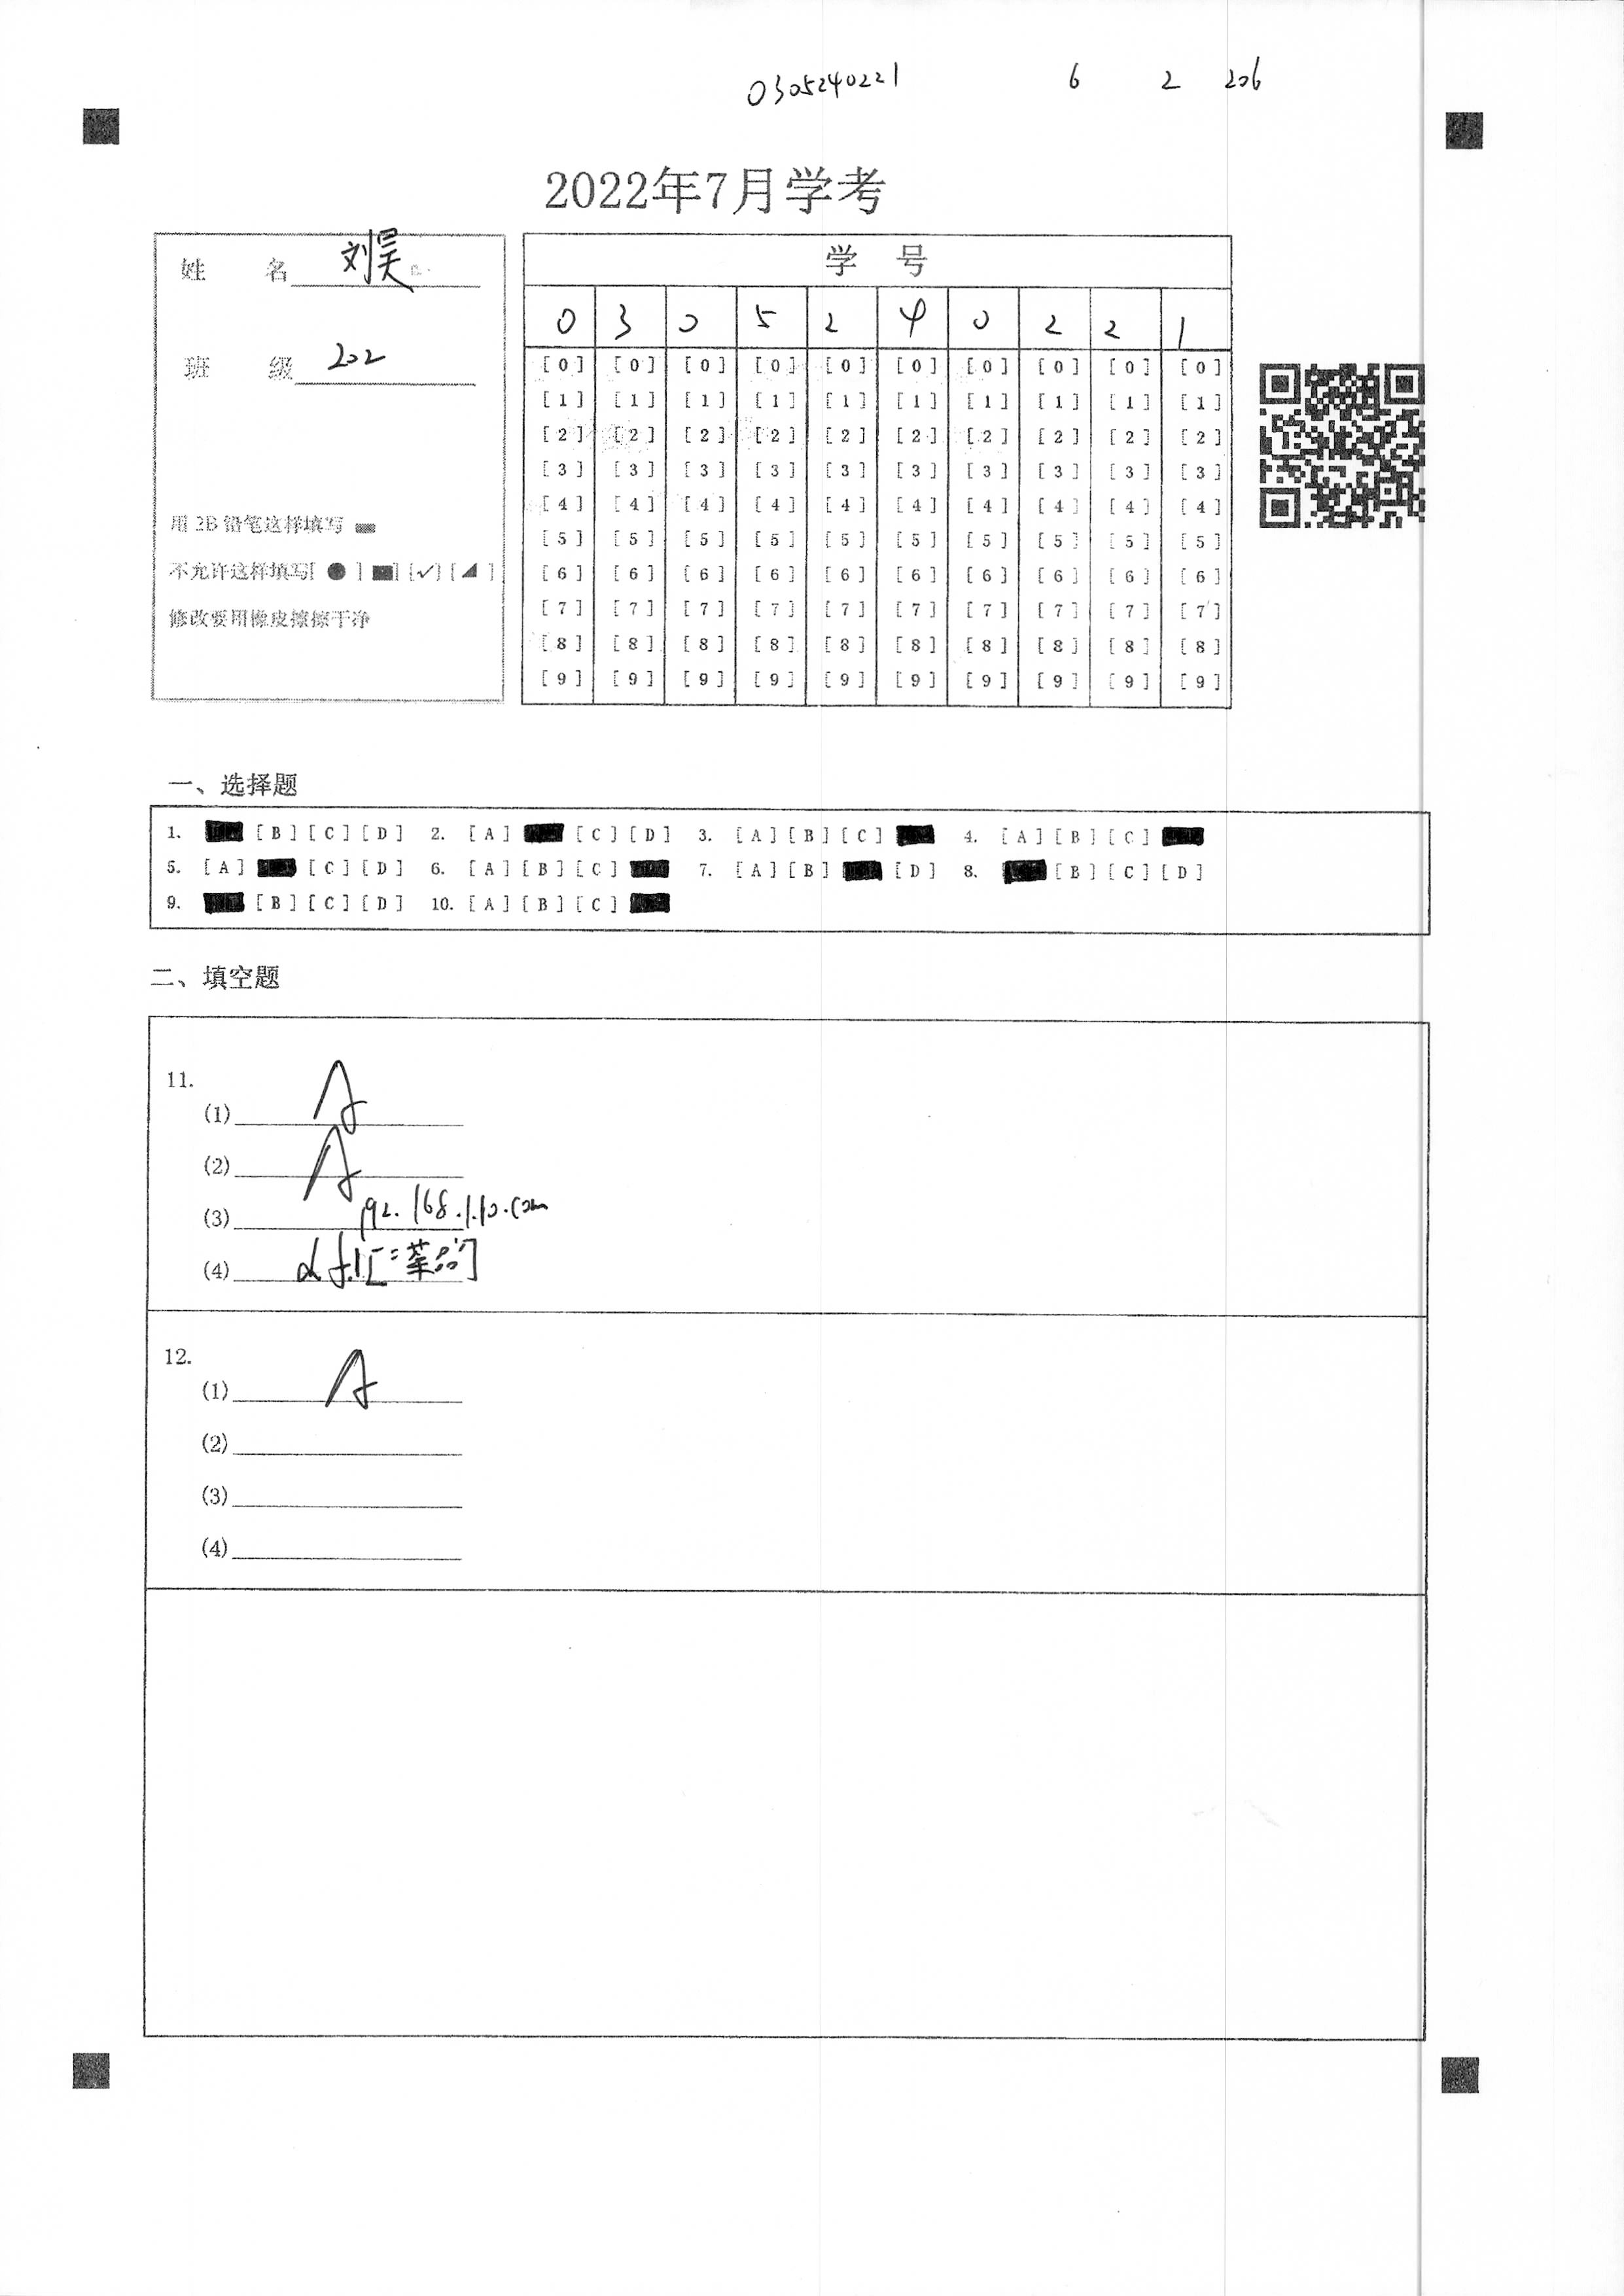 0305240221 6 2 206
2022年7月学考
姓 名 刘昊
班 级 202
用2B铅笔这样填写
不允许这样填写[ ● ] [■] [✓] [◢]
修改要用橡皮擦擦干净
学 号
0 3 0 5 2 4 0 2 2 1
[0] [0] [0] [0] [0] [0] [0] [0] [0] [0]
[1] [1] [1] [1] [1] [1] [1] [1] [1] [1]
[2] [2] [2] [2] [2] [2] [2] [2] [2] [2]
[3] [3] [3] [3] [3] [3] [3] [3] [3] [3]
[4] [4] [4] [4] [4] [4] [4] [4] [4] [4]
[5] [5] [5] [5] [5] [5] [5] [5] [5] [5]
[6] [6] [6] [6] [6] [6] [6] [6] [6] [6]
[7] [7] [7] [7] [7] [7] [7] [7] [7] [7]
[8] [8] [8] [8] [8] [8] [8] [8] [8] [8]
[9] [9] [9] [9] [9] [9] [9] [9] [9] [9]
一、选择题
1. [B] [C] [D] 2. [A] [C] [D] 3. [A] [B] [C] 4. [A] [B] [C]
5. [A] [C] [D] 6. [A] [B] [C] 7. [A] [B] [D] 8. [B] [C] [D]
9. [B] [C] [D] 10. [A] [B] [C]
二、填空题
11.
(1) A
(2) A
(3) 192.168.1.10.com
(4)
12.
(1) A
(2)
(3)
(4)